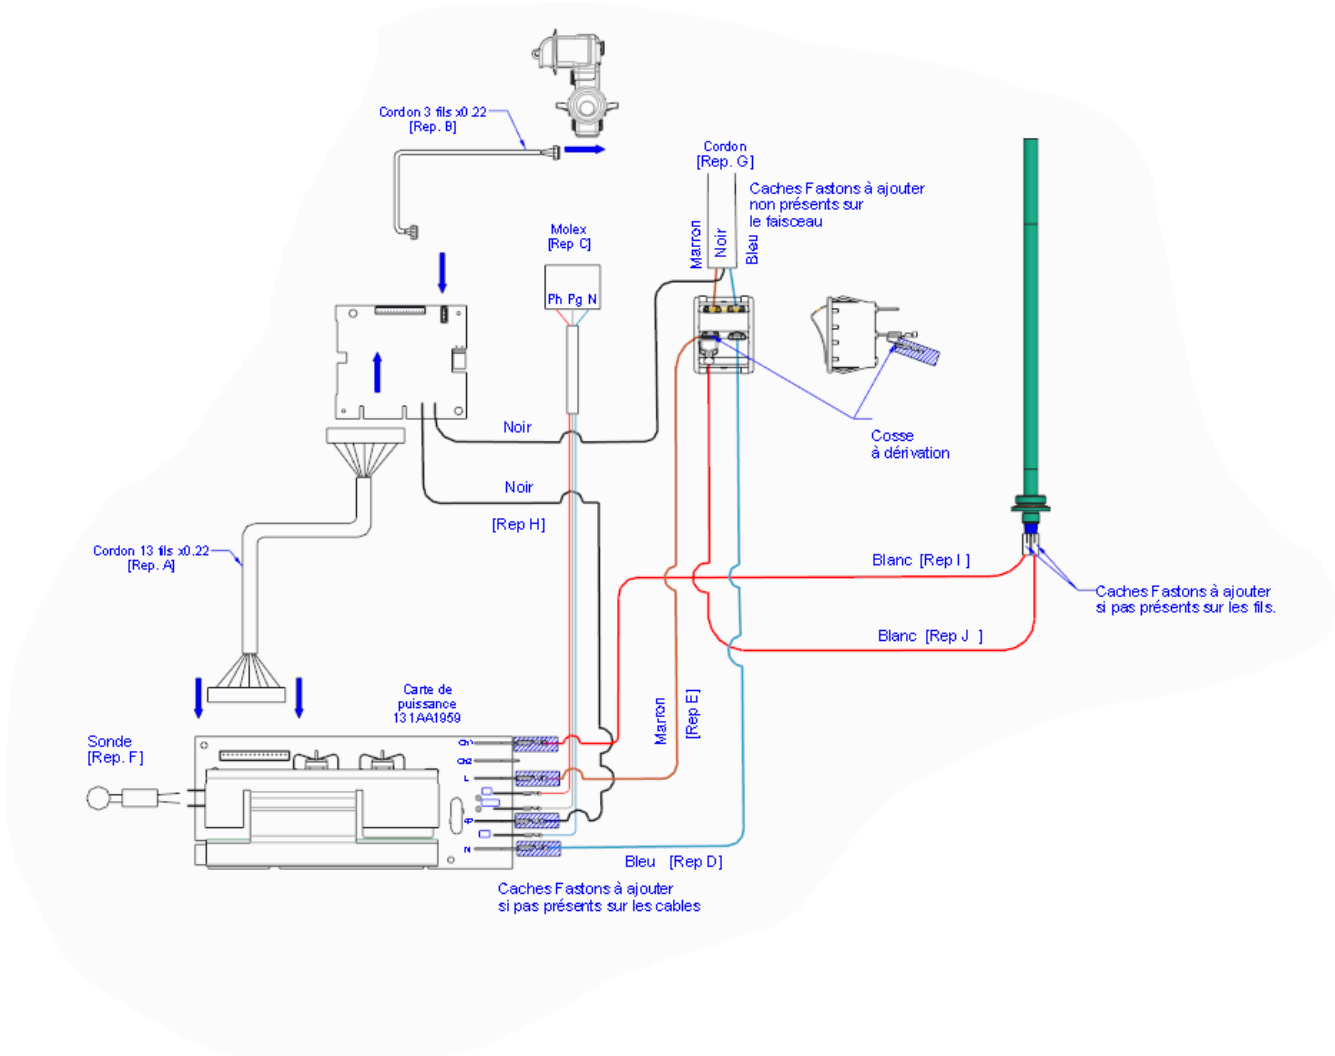 Cordon 3 fils x0.22
[Rep. B]
Cordon
[Rep. G]
Caches Fastons à ajouter
non présents sur
le faisceau
Marron
Noir
Bleu
Molex
[Rep C]
Ph Pg N
Noir
Cosse
à dérivation
Noir
[Rep H]
Cordon 13 fils x0.22
[Rep. A]
Blanc [Rep I ]
Caches Fastons à ajouter
si pas présents sur les fils.
Blanc [Rep J ]
Carte de
puissance
131AA1959
Marron
[Rep E]
Sonde
[Rep. F]
Ch1
Ch2
L
N
Bleu [Rep D]
Caches Fastons à ajouter
si pas présents sur les cables